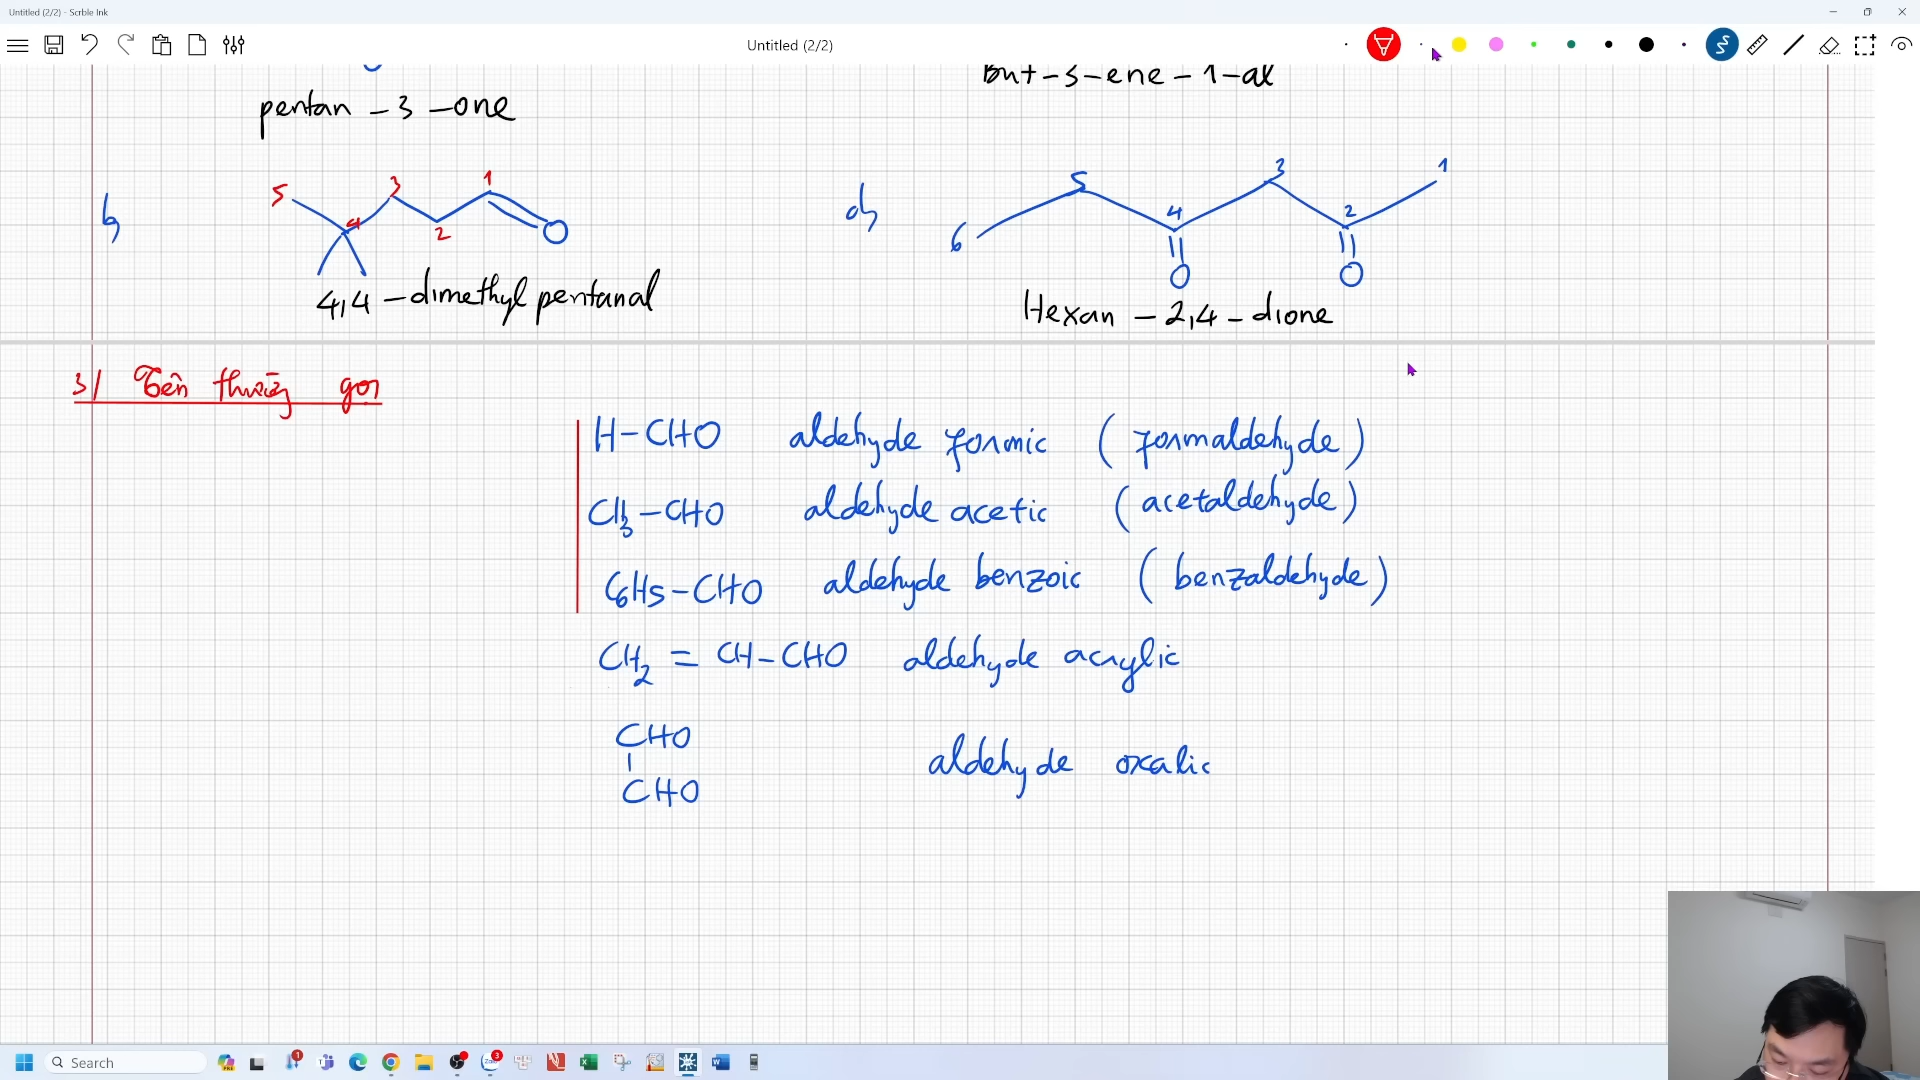 Untitled (2/2) - Scrble Ink
Untitled (2/2)
pentan - 3 - one
But - 3 - ene - 1 - al
b)
5
4
3
2
1
O
4,4 - dimethyl pentanal
d)
6
5
4
3
2
1
O
O
Hexan - 2,4 - dione
3/ Tên thường gọi
H-CHO aldehyde formic (formaldehyde)
CH3-CHO aldehyde acetic (acetaldehyde)
C6H5-CHO aldehyde benzoic (benzaldehyde)
CH2 = CH-CHO aldehyde acrylic
CHO
CHO
aldehyde oxalic
Search
1
3